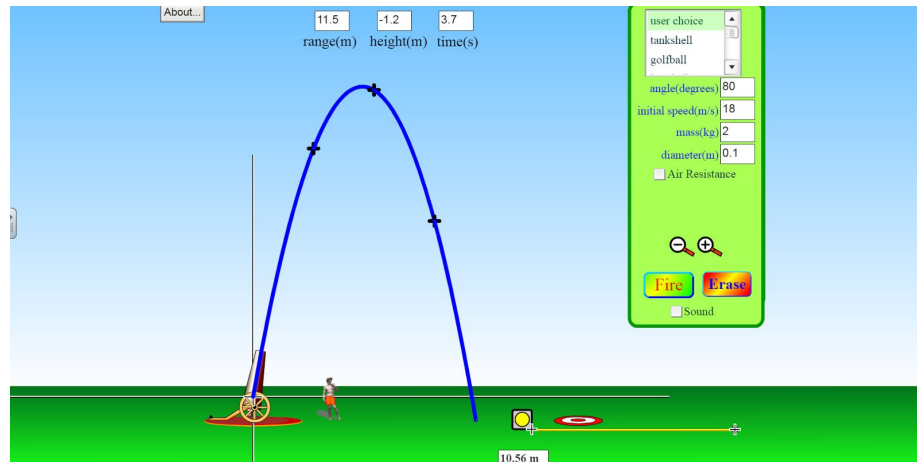 About...
11.5 -1.2 3.7
range(m) height(m) time(s)
user choice
tankshell
golfball
angle(degrees) 80
initial speed(m/s) 18
mass(kg) 2
diameter(m) 0.1
Air Resistance
Fire Erase
Sound
10.56 m